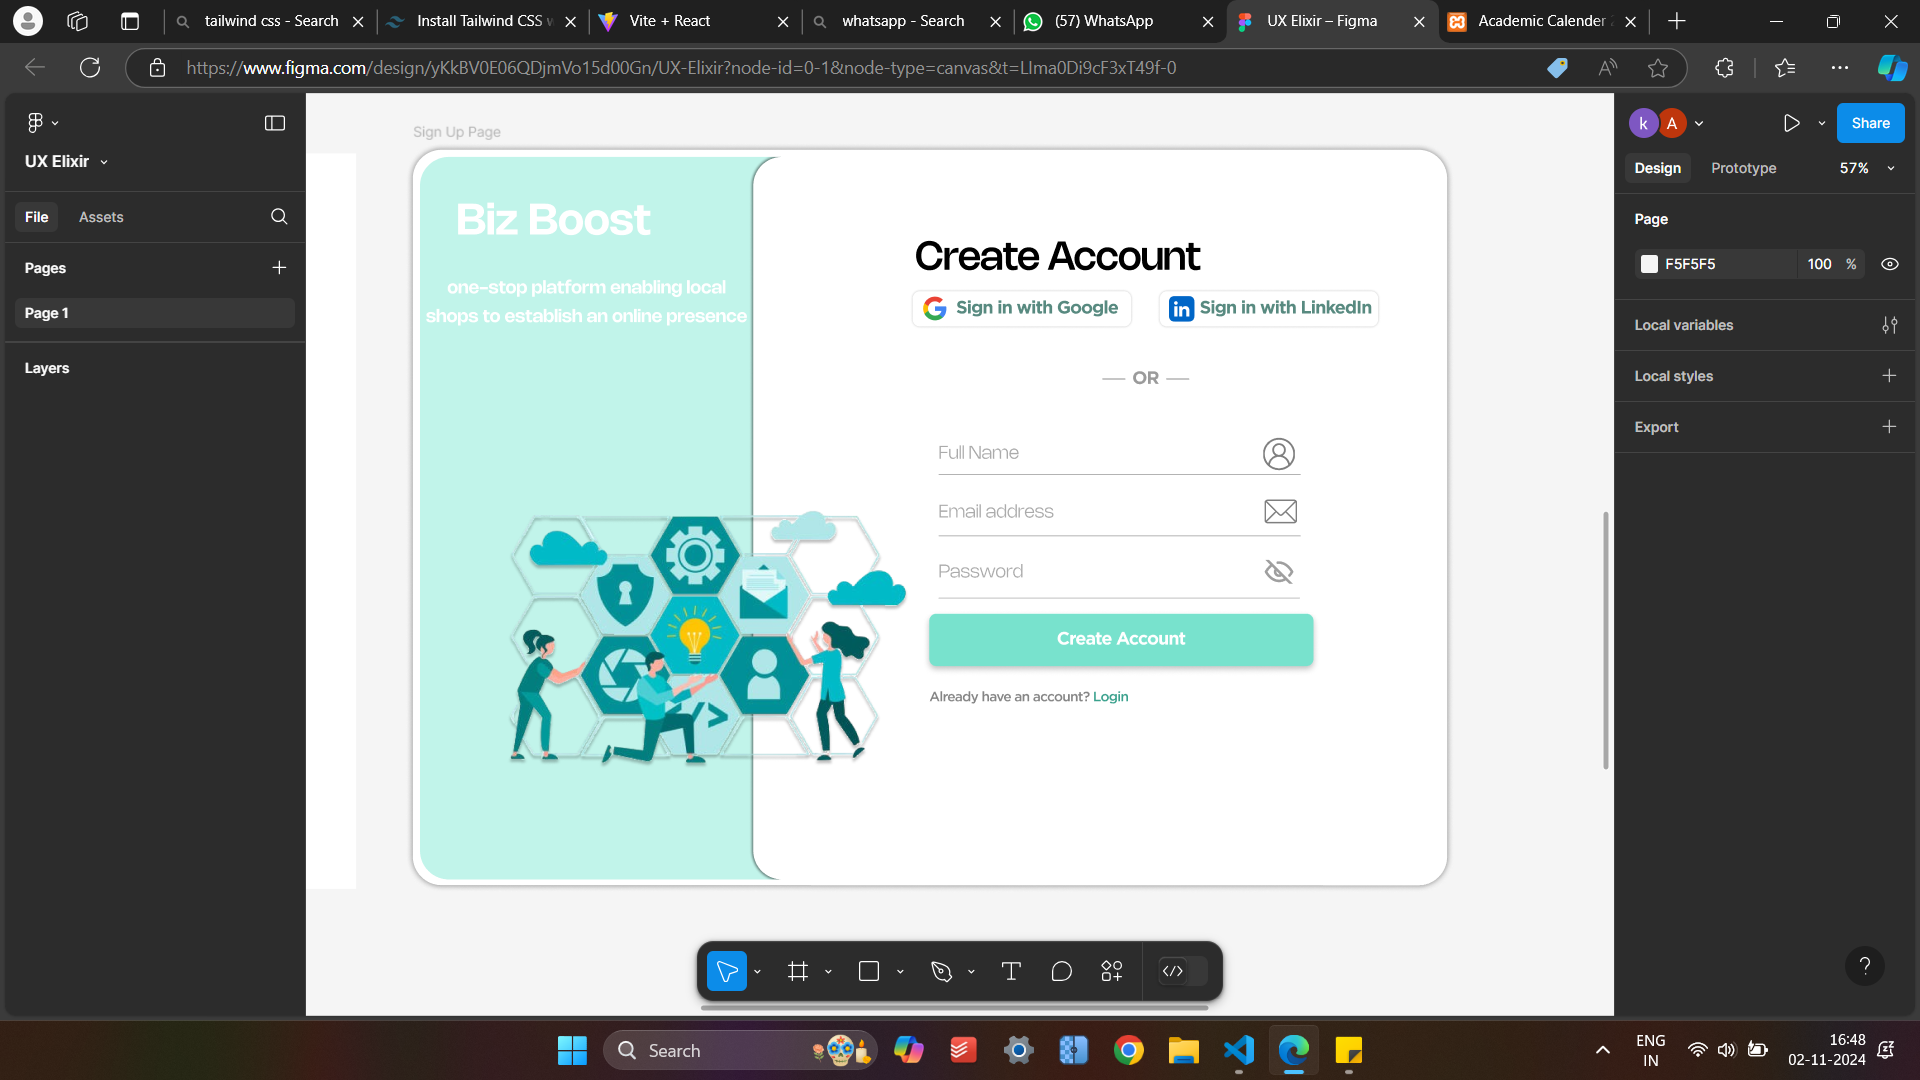 tailwind css - Search
Install Tailwind CSS w
Vite + React
whatsapp - Search
(57) WhatsApp
UX Elixir – Figma
Academic Calender 2
https://www.figma.com/design/yKkBV0E06QDjmVo15d00Gn/UX-Elixir?node-id=0-1&node-type=canvas&t=LIma0Di9cF3xT49f-0
UX Elixir
File
Assets
Pages
Page 1
Layers
Sign Up Page
Biz Boost
one-stop platform enabling local
shops to establish an online presence
Create Account
Sign in with Google
Sign in with LinkedIn
OR
Full Name
Email address
Password
Create Account
Already have an account? Login
k
A
Share
Design
Prototype
57%
Page
F5F5F5
100 %
Local variables
Local styles
Export
?
Search
ENG
IN
16:48
02-11-2024